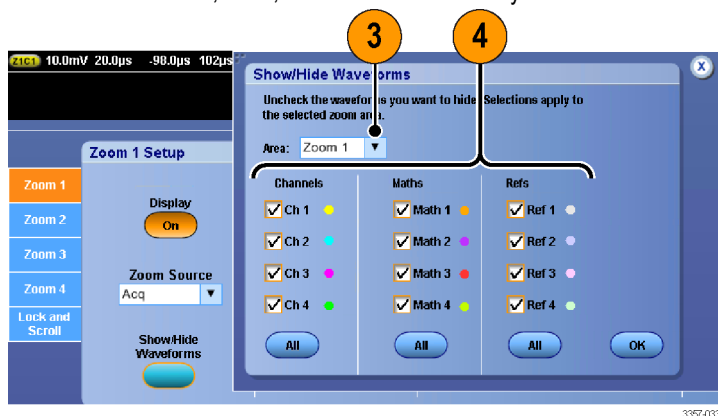 3
4
Z1C1 10.0mV 20.0µs -98.0µs 102µs
Show/Hide Waveforms
Uncheck the waveforms you want to hide. Selections apply to
the selected zoom area.
Area: Zoom 1
Zoom 1 Setup
Zoom 1
Zoom 2
Zoom 3
Zoom 4
Lock and
Scroll
Display
On
Zoom Source
Acq
Show/Hide
Waveforms
Channels
Maths
Refs
Ch 1
Math 1
Ref 1
Ch 2
Math 2
Ref 2
Ch 3
Math 3
Ref 3
Ch 4
Math 4
Ref 4
All
All
All
OK
X